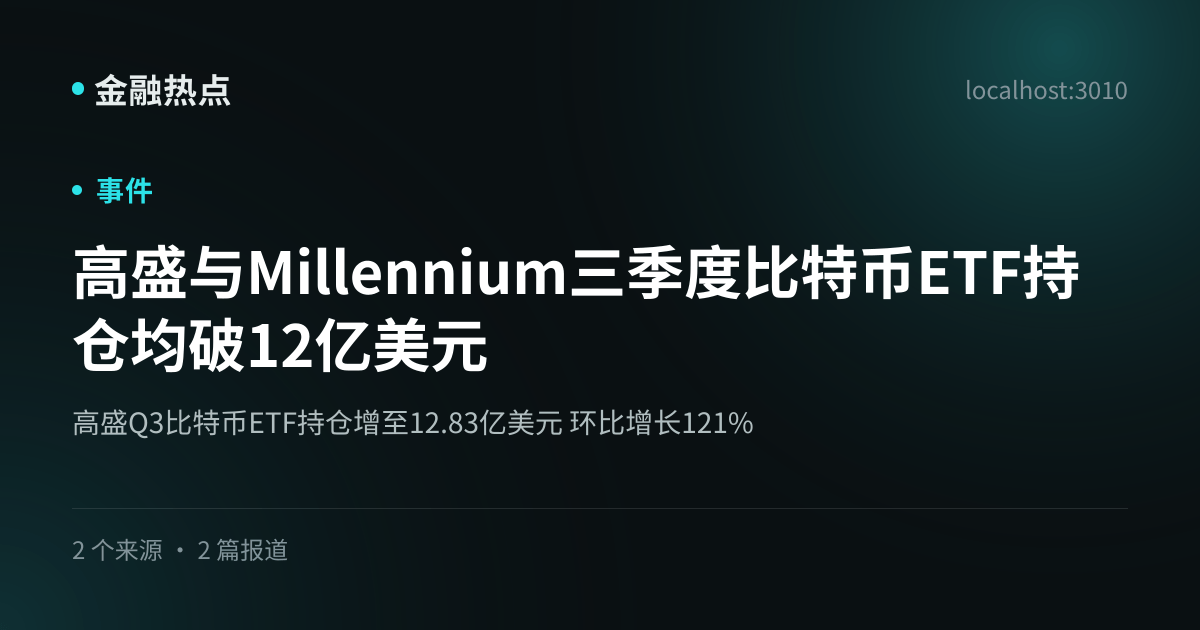 金融热点
localhost:3010
事件
高盛与Millennium三季度比特币ETF持
仓均破12亿美元
高盛Q3比特币ETF持仓增至12.83亿美元 环比增长121%
2 个来源 · 2 篇报道